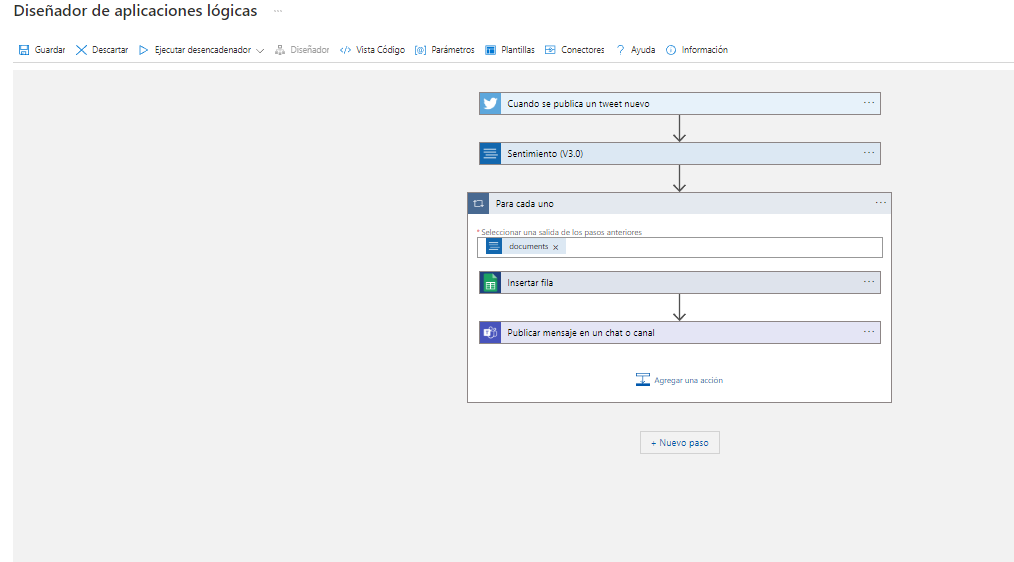 Diseñador de aplicaciones lógicas ...
Guardar Descartar Ejecutar desencadenador Diseñador </> Vista Código [@] Parámetros Plantillas Conectores ? Ayuda Información
Cuando se publica un tweet nuevo ...
Sentimiento (V3.0) ...
Para cada uno ...
* Seleccionar una salida de los pasos anteriores
documents x
Insertar fila ...
Publicar mensaje en un chat o canal ...
Agregar una acción
+ Nuevo paso